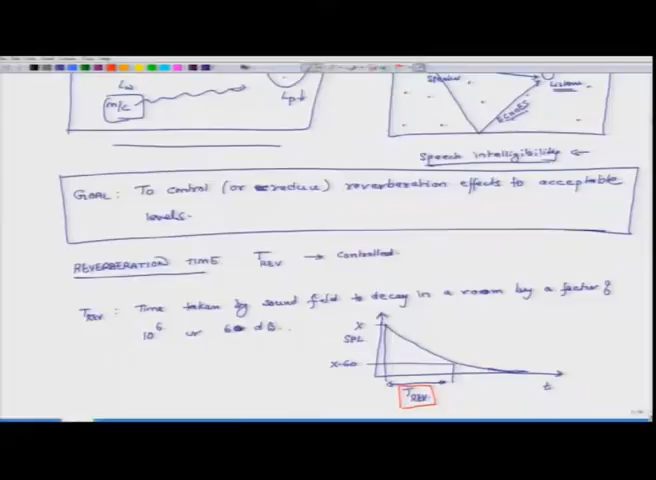 Lw
m/c
Lp↓
Speaker
Listener
ECHOES
Speech intelligibility ←
GOAL: To control (or reduce) reverberation effects to acceptable
levels.
REVERBERATION TIME TREV → Controlled.
TREV: Time taken by sound field to decay in a room by a factor of
10^6 or 60 dB.
X
SPL
X-60
TREV
t